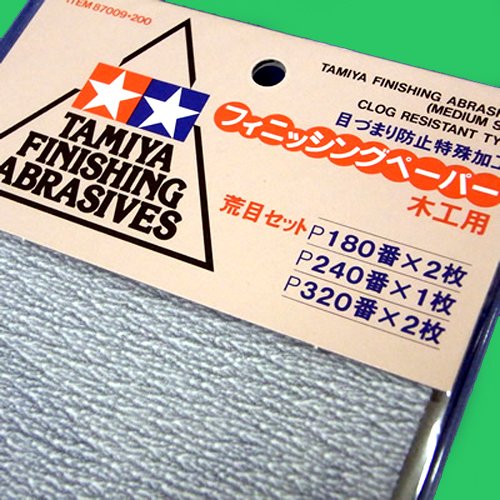 ITEM 87009・200
TAMIYA
FINISHING
ABRASIVES
TAMIYA FINISHING
(MEDIUM
CLOG RESISTANT
目づまり防止特殊加工
フィニッシングペーパー
木工用
荒目セット
P180番×2枚
P240番×1枚
P320番×2枚